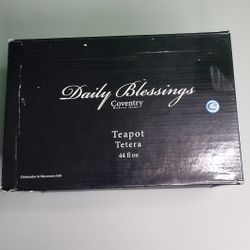 Daily Blessings
Coventry
Teapot
Tetera
44 fl oz